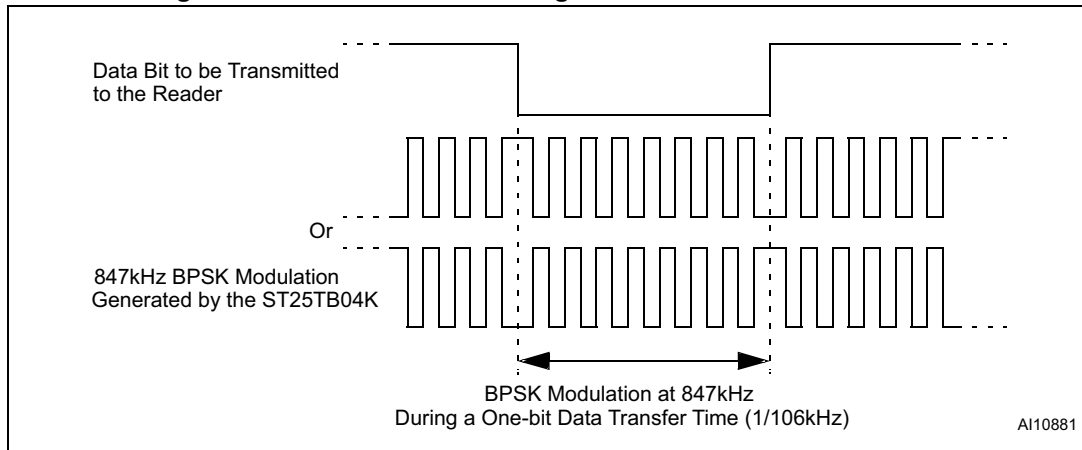 Data Bit to be Transmitted
to the Reader
Or
847kHz BPSK Modulation
Generated by the ST25TB04K
BPSK Modulation at 847kHz
During a One-bit Data Transfer Time (1/106kHz)
AI10881